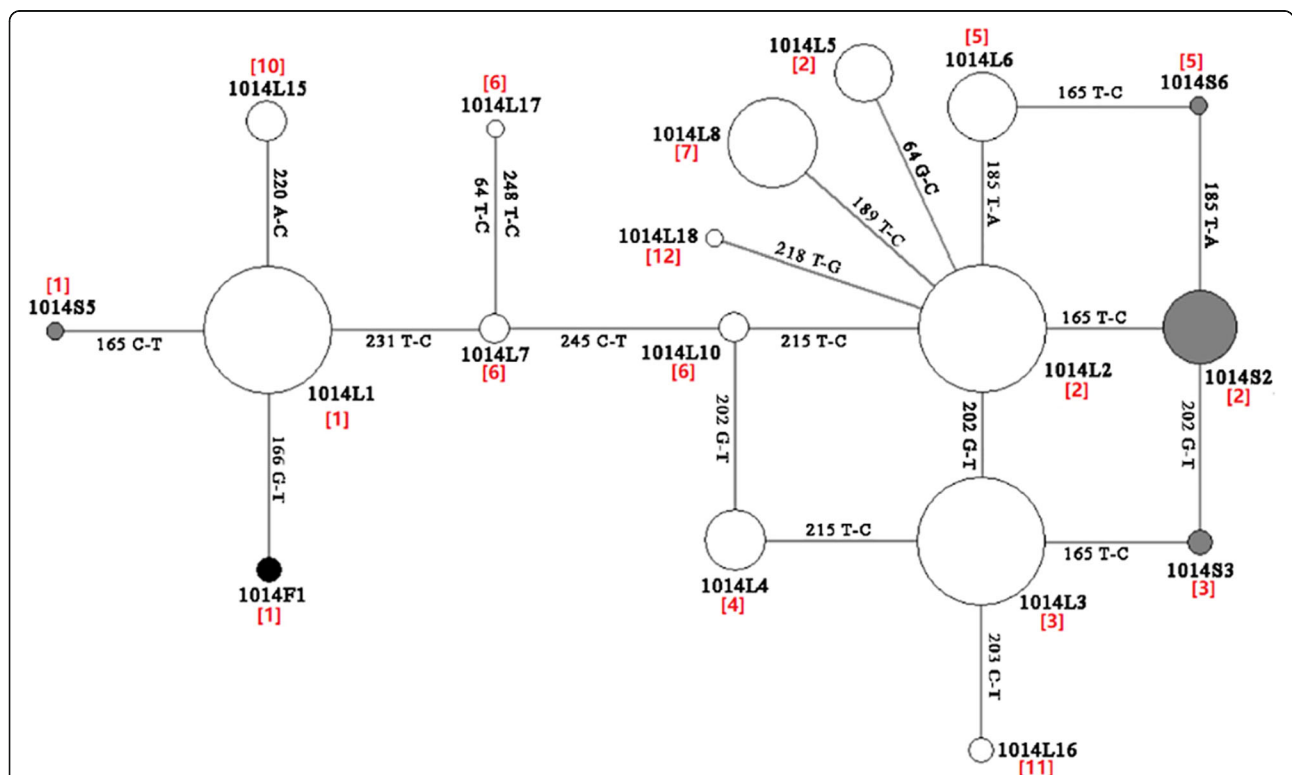 [10]
1014L15
220 A-C
[1]
1014S5
165 C-T
1014L1
[1]
166 G-T
1014F1
[1]
231 T-C
[6]
1014L17
64 T-C
248 T-C
1014L7
[6]
245 C-T
1014L10
[6]
215 T-C
202 G-T
1014L4
[4]
215 T-C
1014L5
[2]
64 G-C
1014L8
[7]
189 T-C
1014L18
[12]
218 T-G
[5]
1014L6
185 T-A
165 T-C
[5]
1014S6
185 T-A
1014L2
[2]
165 T-C
1014S2
[2]
202 G-T
202 G-T
1014L3
[3]
165 T-C
1014S3
[3]
203 C-T
1014L16
[11]